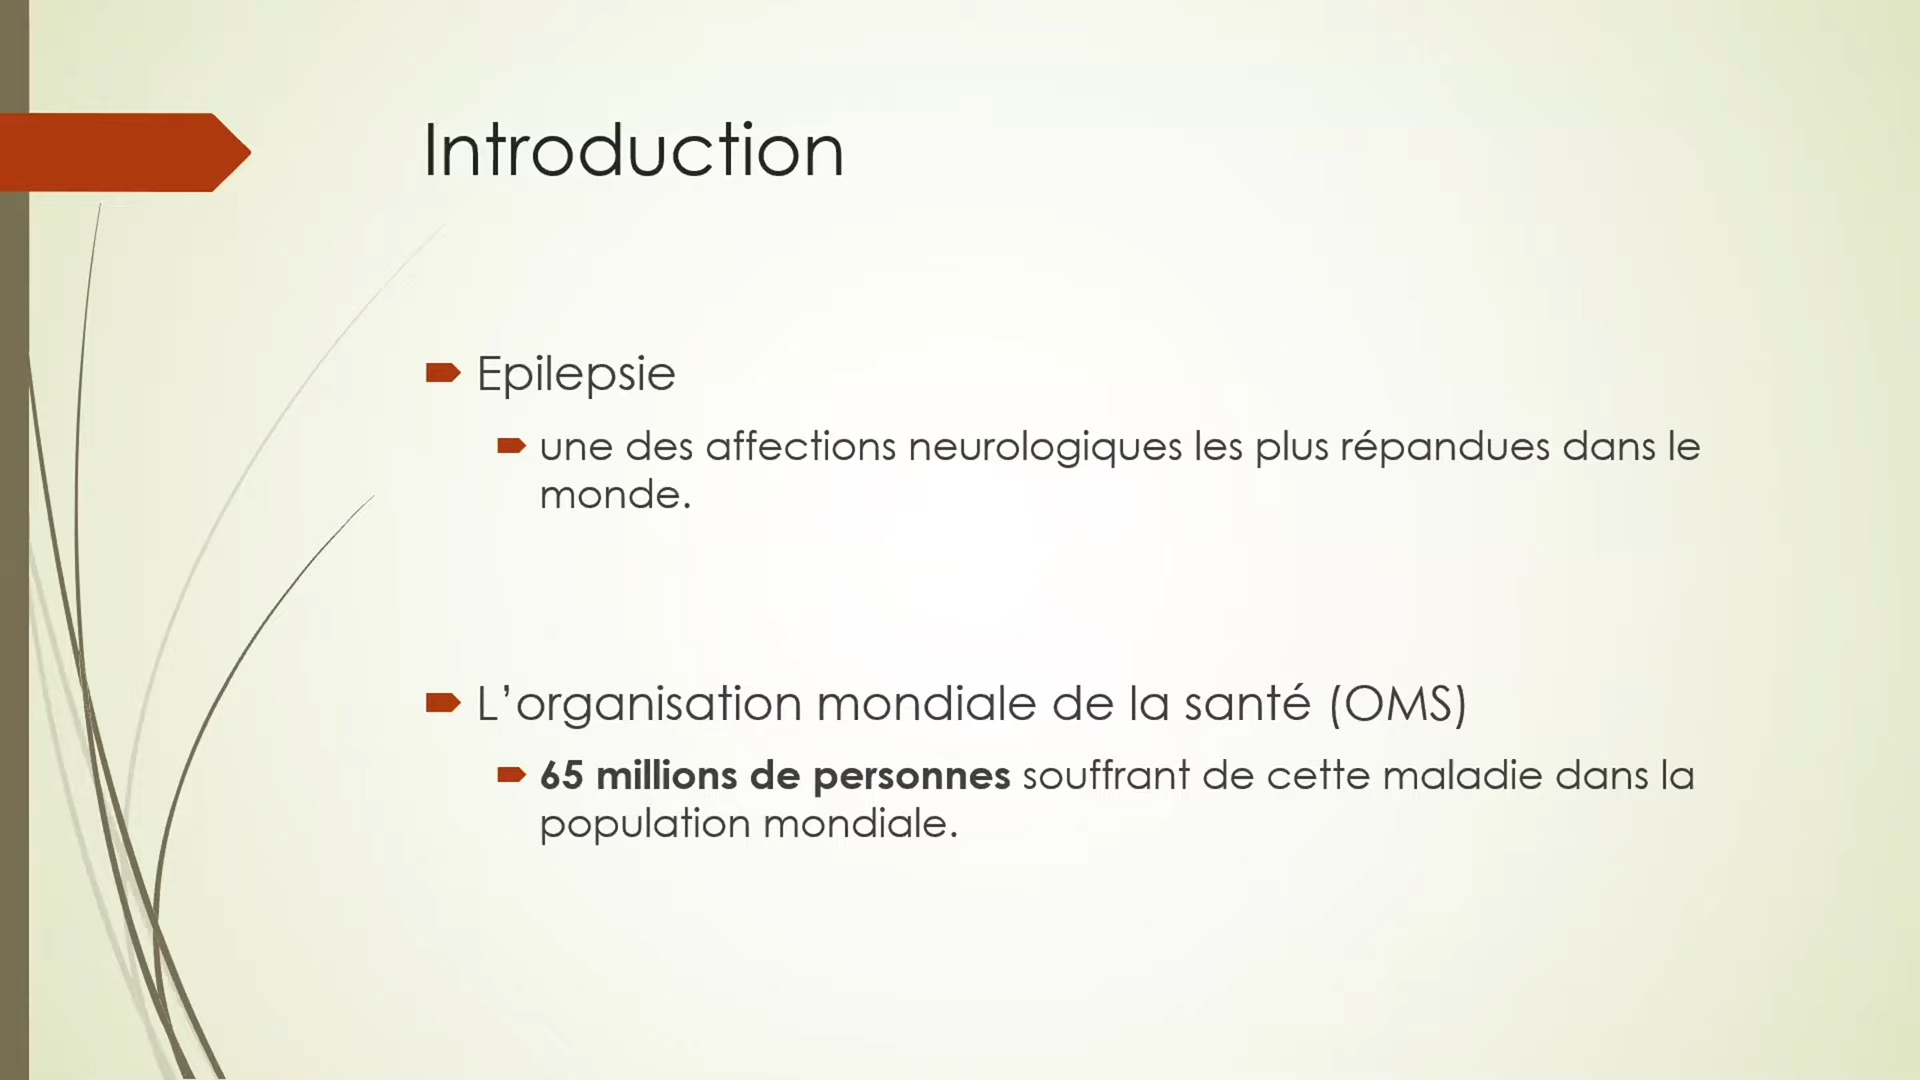 Introduction
Epilepsie
une des affections neurologiques les plus répandues dans le
monde.
L’organisation mondiale de la santé (OMS)
65 millions de personnes souffrant de cette maladie dans la
population mondiale.